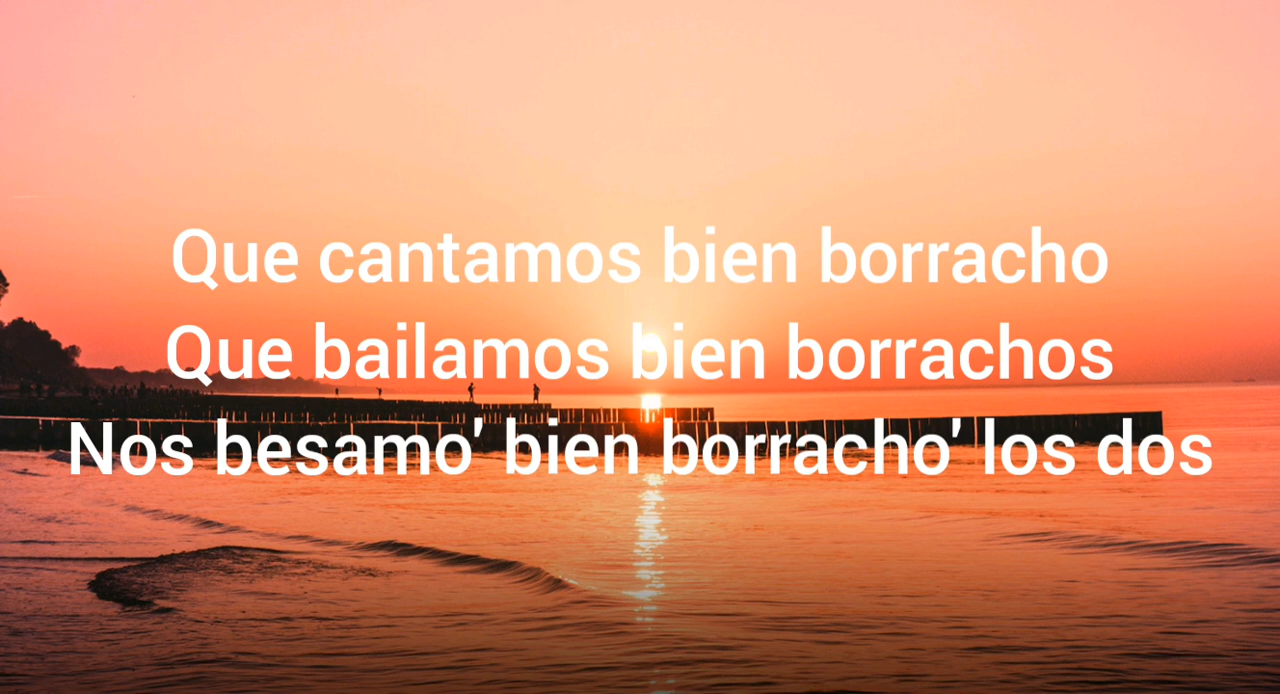 Que cantamos bien borracho
Que bailamos bien borrachos
Nos besamo' bien borracho' los dos